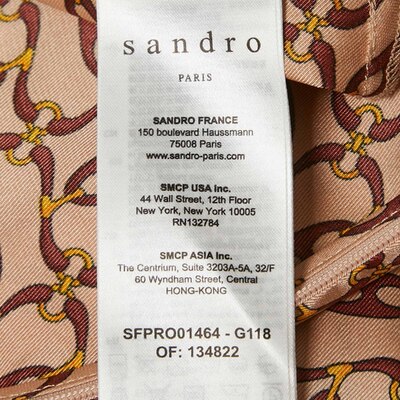 sandro
PARIS
SANDRO FRANCE
150 boulevard Haussmann
75008 Paris
www.sandro-paris.com
SMCP USA Inc.
44 Wall Street, 12th Floor
New York, New York 10005
RN132784
SMCP ASIA Inc.
The Centrium, Suite 3203A-5A, 32/F
60 Wyndham Street, Central
HONG-KONG
SFPRO01464 - G118
OF: 134822